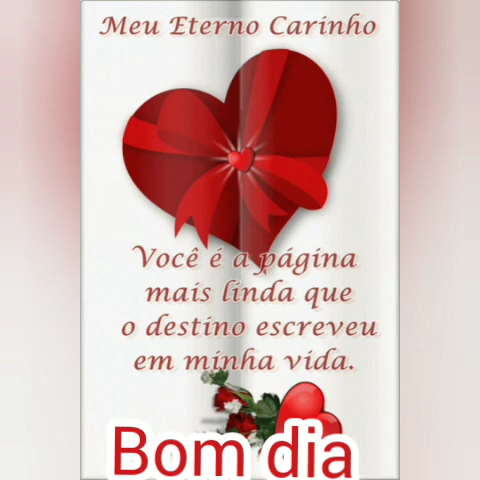 Meu Eterno Carinho
Você é a página
mais linda que
o destino escreveu
em minha vida.
Bom dia